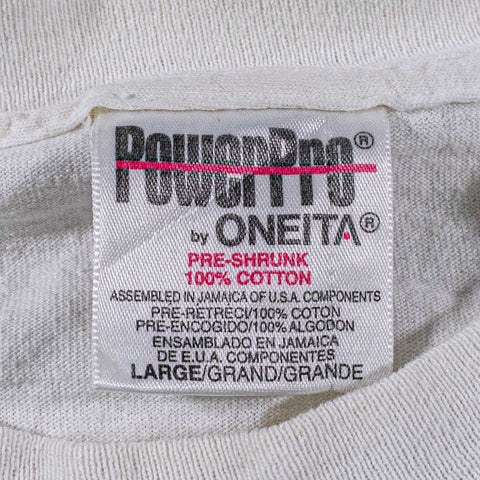 PowerPro®
by ONEITA®
PRE-SHRUNK
100% COTTON
ASSEMBLED IN JAMAICA OF U.S.A. COMPONENTS
PRE-RETRECI/100% COTON
PRE-ENCOGIDO/100% ALGODON
ENSAMBLADO EN JAMAICA
DE E.U.A. COMPONENTES
LARGE/GRAND/GRANDE